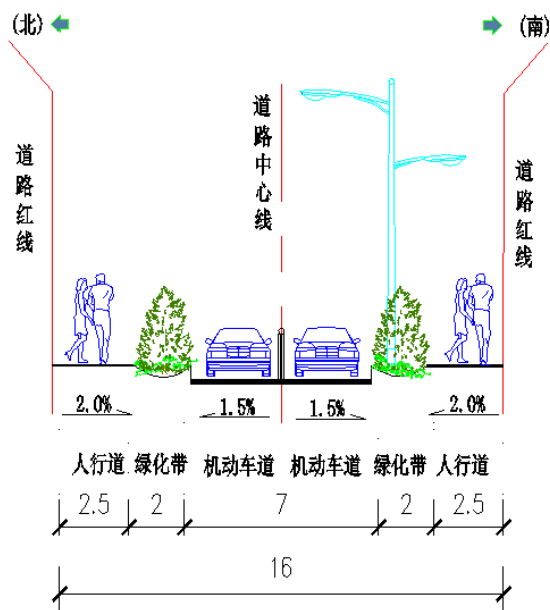 (北) (南)
道路红线
道路中心线
道路红线
2.0% 1.5% 1.5% 2.0%
人行道 绿化带 机动车道 机动车道 绿化带 人行道
2.5 2 7 2 2.5
16